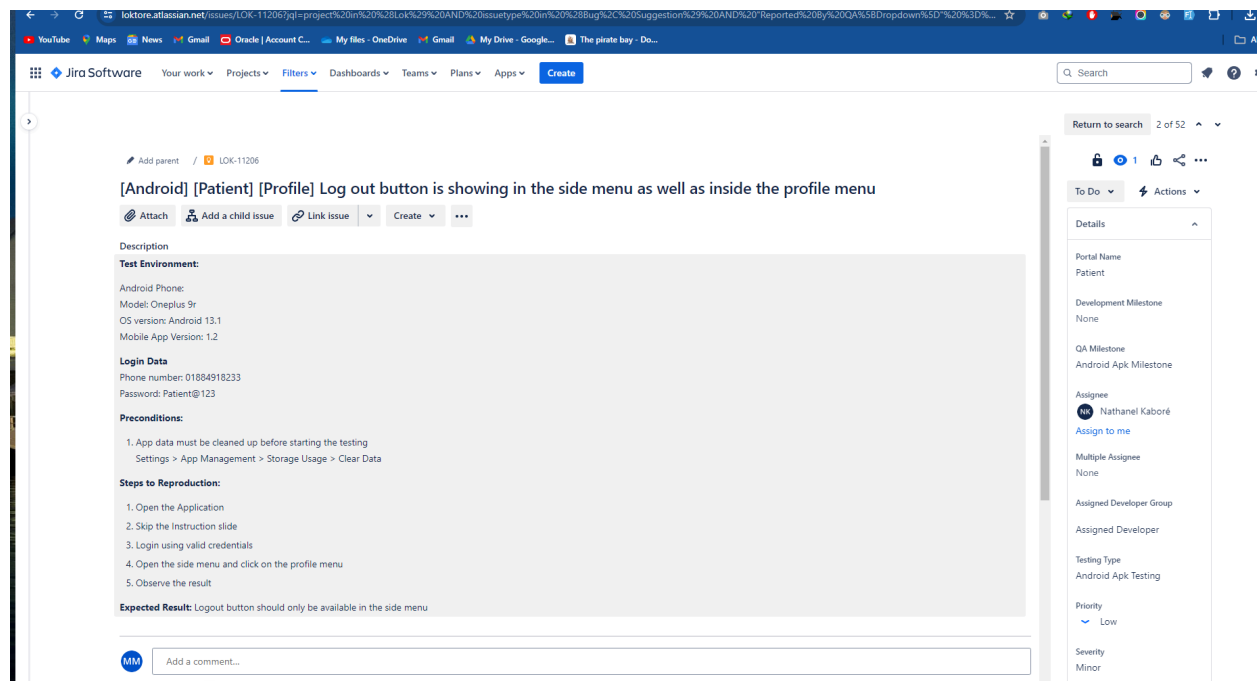 loktore.atlassian.net/issues/LOK-11206?jql=project%20in%20%28Lok%29%20AND%20issuetype%20in%20%28Bug%2C%20Suggestion%29%20AND%20"Reported%20By%20QA%5BDropdown%5D"%20%3D%...
YouTube Maps News Gmail Oracle | Account C... My files - OneDrive Gmail My Drive - Google... The pirate bay - Do...
Jira Software Your work Projects Filters Dashboards Teams Plans Apps Create Search
Return to search 2 of 52
Add parent / LOK-11206
1
[Android] [Patient] [Profile] Log out button is showing in the side menu as well as inside the profile menu
To Do Actions
Attach Add a child issue Link issue Create
Details
Description
Test Environment:
Android Phone:
Model: Oneplus 9r
OS version: Android 13.1
Mobile App Version: 1.2
Login Data
Phone number: 01884918233
Password: Patient@123
Preconditions:
1. App data must be cleaned up before starting the testing
Settings > App Management > Storage Usage > Clear Data
Steps to Reproduction:
1. Open the Application
2. Skip the Instruction slide
3. Login using valid credentials
4. Open the side menu and click on the profile menu
5. Observe the result
Expected Result: Logout button should only be available in the side menu
MM Add a comment...
Portal Name
Patient
Development Milestone
None
QA Milestone
Android Apk Milestone
Assignee
NK Nathanel Kaboré
Assign to me
Multiple Assignee
None
Assigned Developer Group
Assigned Developer
Testing Type
Android Apk Testing
Priority
Low
Severity
Minor